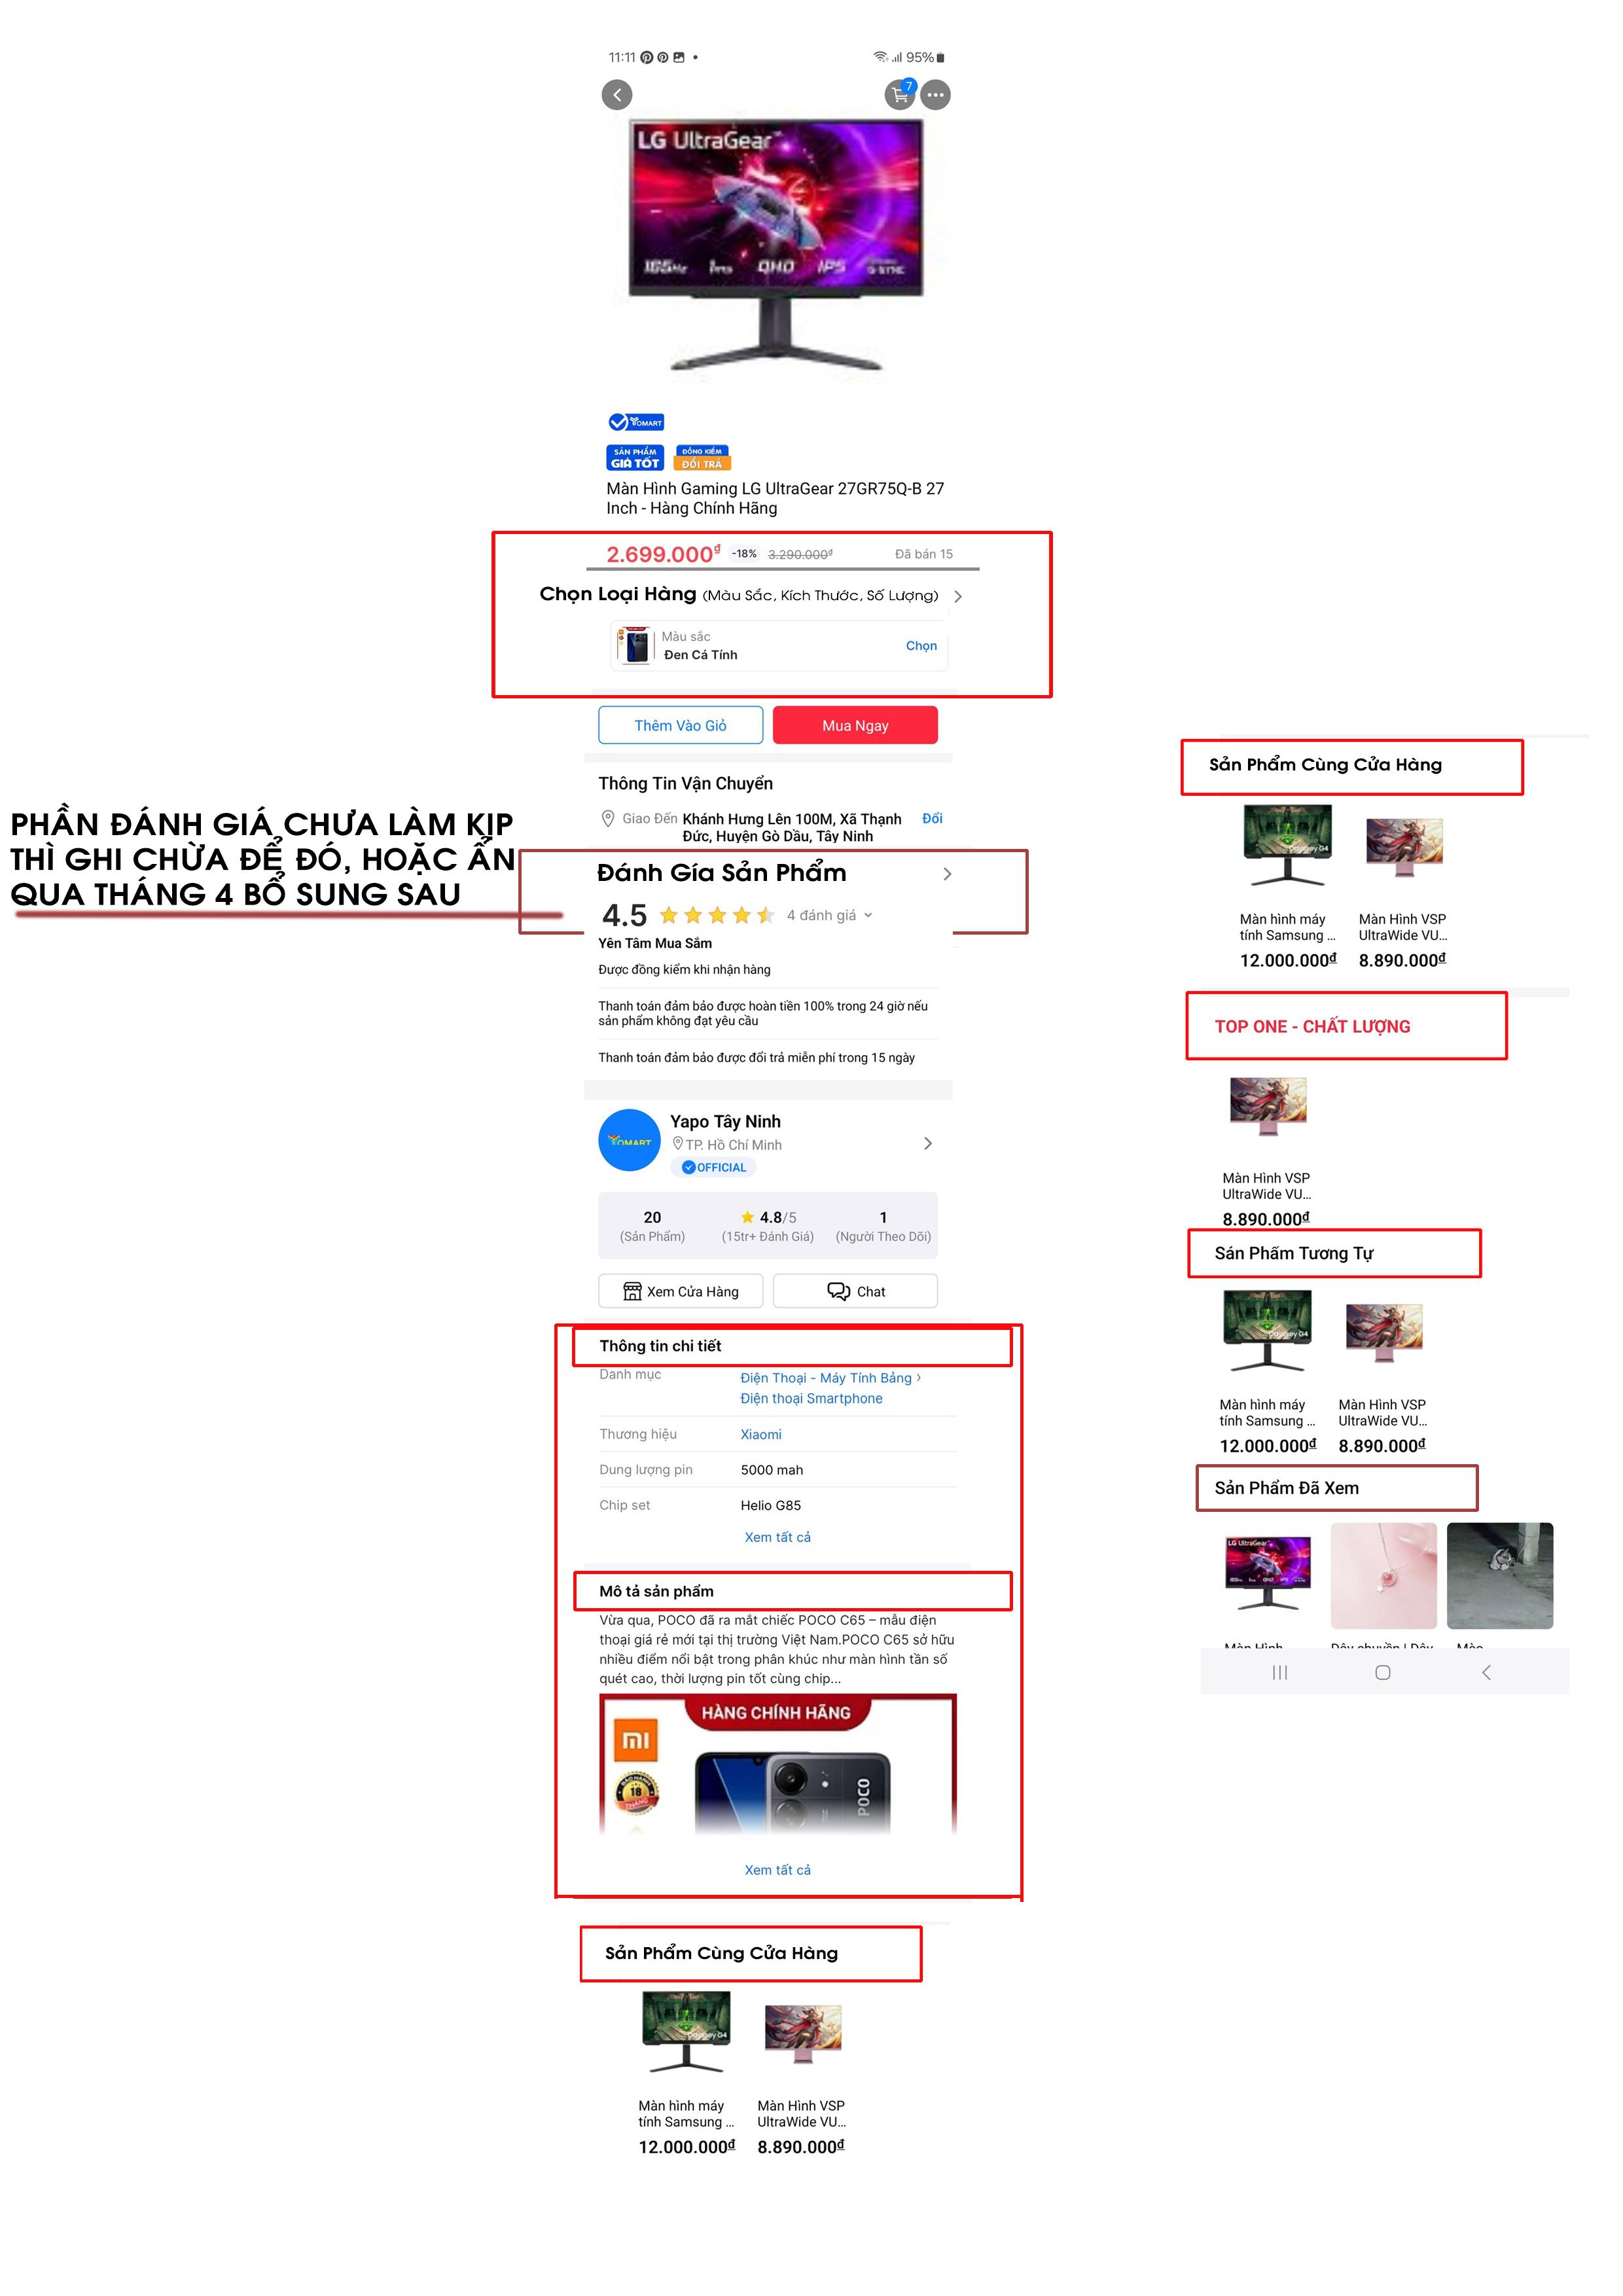 11:11
95%
7
LG UltraGear
165Hz 1ms QHD IPS G-SYNC
YOMART
SẢN PHẨM
GIÁ TỐT
ĐỒNG KIỂM
ĐỔI TRẢ
Màn Hình Gaming LG UltraGear 27GR75Q-B 27
Inch - Hàng Chính Hãng
2.699.000đ -18% 3.290.000đ Đã bán 15
Chọn Loại Hàng (Màu Sắc, Kích Thước, Số Lượng)
Màu sắc
Đen Cá Tính
Chọn
Thêm Vào Giỏ
Mua Ngay
Thông Tin Vận Chuyển
Giao Đến Khánh Hưng Lên 100M, Xã Thạnh
Đức, Huyện Gò Dầu, Tây Ninh
Đổi
PHẦN ĐÁNH GIÁ CHƯA LÀM KỊP
THÌ GHI CHỪA ĐỂ ĐÓ, HOẶC ẨN
QUA THÁNG 4 BỔ SUNG SAU
Đánh Gía Sản Phẩm
4.5 4 đánh giá
Yên Tâm Mua Sắm
Được đồng kiểm khi nhận hàng
Thanh toán đảm bảo được hoàn tiền 100% trong 24 giờ nếu
sản phẩm không đạt yêu cầu
Thanh toán đảm bảo được đổi trả miễn phí trong 15 ngày
YOMART
Yapo Tây Ninh
TP. Hồ Chí Minh
OFFICIAL
20 4.8/5 1
(Sản Phẩm) (15tr+ Đánh Giá) (Người Theo Dõi)
Xem Cửa Hàng
Chat
Thông tin chi tiết
Danh mục Điện Thoại - Máy Tính Bảng ›
Điện thoại Smartphone
Thương hiệu Xiaomi
Dung lượng pin 5000 mah
Chip set Helio G85
Xem tất cả
Mô tả sản phẩm
Vừa qua, POCO đã ra mắt chiếc POCO C65 – mẫu điện
thoại giá rẻ mới tại thị trường Việt Nam.POCO C65 sở hữu
nhiều điểm nổi bật trong phân khúc như màn hình tần số
quét cao, thời lượng pin tốt cùng chip...
HÀNG CHÍNH HÃNG
mi
BẢO HÀNH
18
THÁNG
POCO
Xem tất cả
Sản Phẩm Cùng Cửa Hàng
Odyssey G4
Màn hình máy
tính Samsung ...
12.000.000đ
Màn Hình VSP
UltraWide VU...
8.890.000đ
Sản Phẩm Cùng Cửa Hàng
Odyssey G4
Màn hình máy
tính Samsung ...
12.000.000đ
Màn Hình VSP
UltraWide VU...
8.890.000đ
TOP ONE - CHẤT LƯỢNG
Màn Hình VSP
UltraWide VU...
8.890.000đ
Sản Phẩm Tương Tự
Odyssey G4
Màn hình máy
tính Samsung ...
12.000.000đ
Màn Hình VSP
UltraWide VU...
8.890.000đ
Sản Phẩm Đã Xem
LG UltraGear
Màn Hình
Dây chuyền | Dây
Mèo